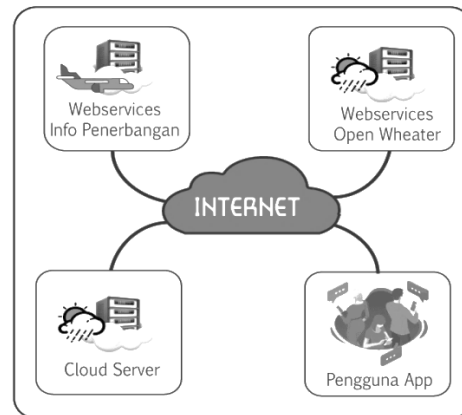 Webservices
Info Penerbangan
Webservices
Open Wheater
INTERNET
Cloud Server
Pengguna App